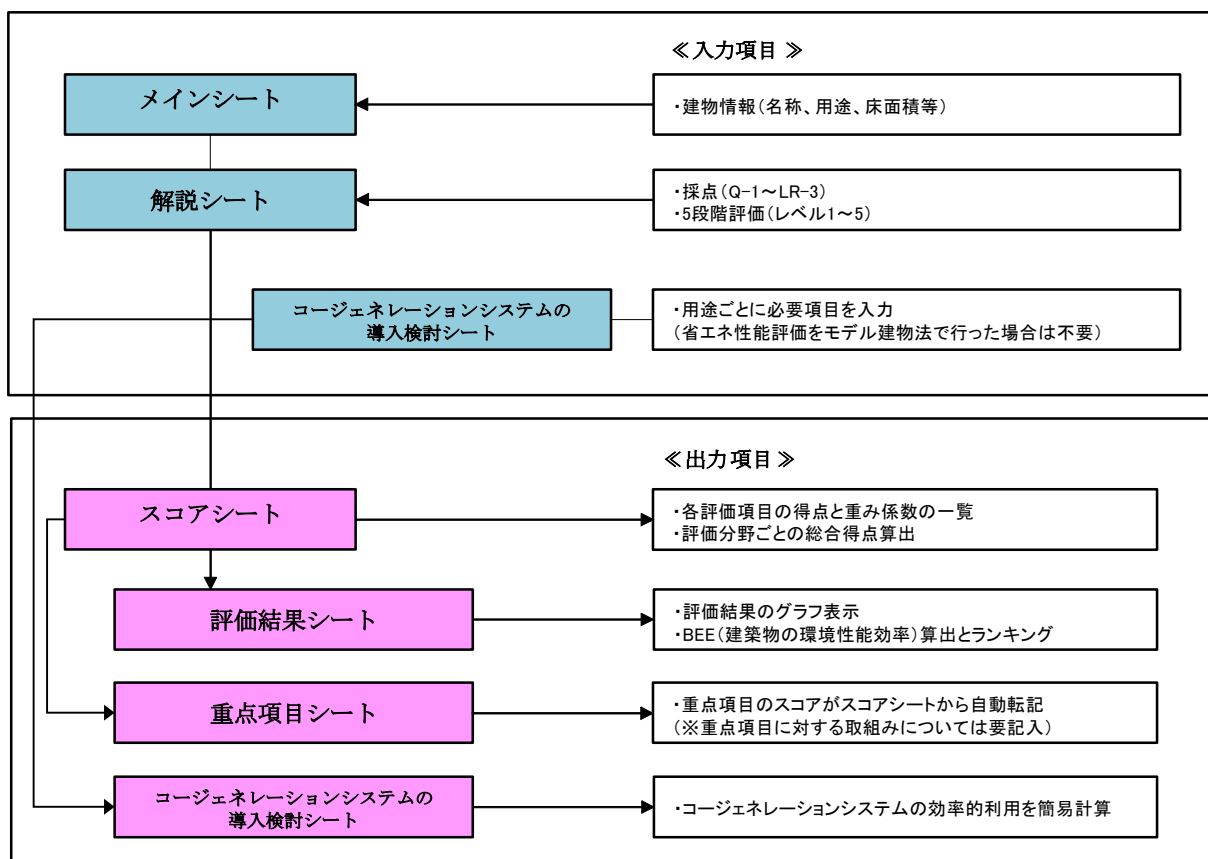 ≪入力項目≫
メインシート
・建物情報(名称、用途、床面積等)
解説シート
・採点(Q-1～LR-3)
・5段階評価(レベル1～5)
コージェネレーションシステムの
導入検討シート
・用途ごとに必要項目を入力
(省エネ性能評価をモデル建物法で行った場合は不要)
≪出力項目≫
スコアシート
・各評価項目の得点と重み係数の一覧
・評価分野ごとの総合得点算出
評価結果シート
・評価結果のグラフ表示
・BEE(建築物の環境性能効率)算出とランキング
重点項目シート
・重点項目のスコアがスコアシートから自動転記
(※重点項目に対する取組みについては要記入)
コージェネレーションシステムの
導入検討シート
・コージェネレーションシステムの効率的利用を簡易計算